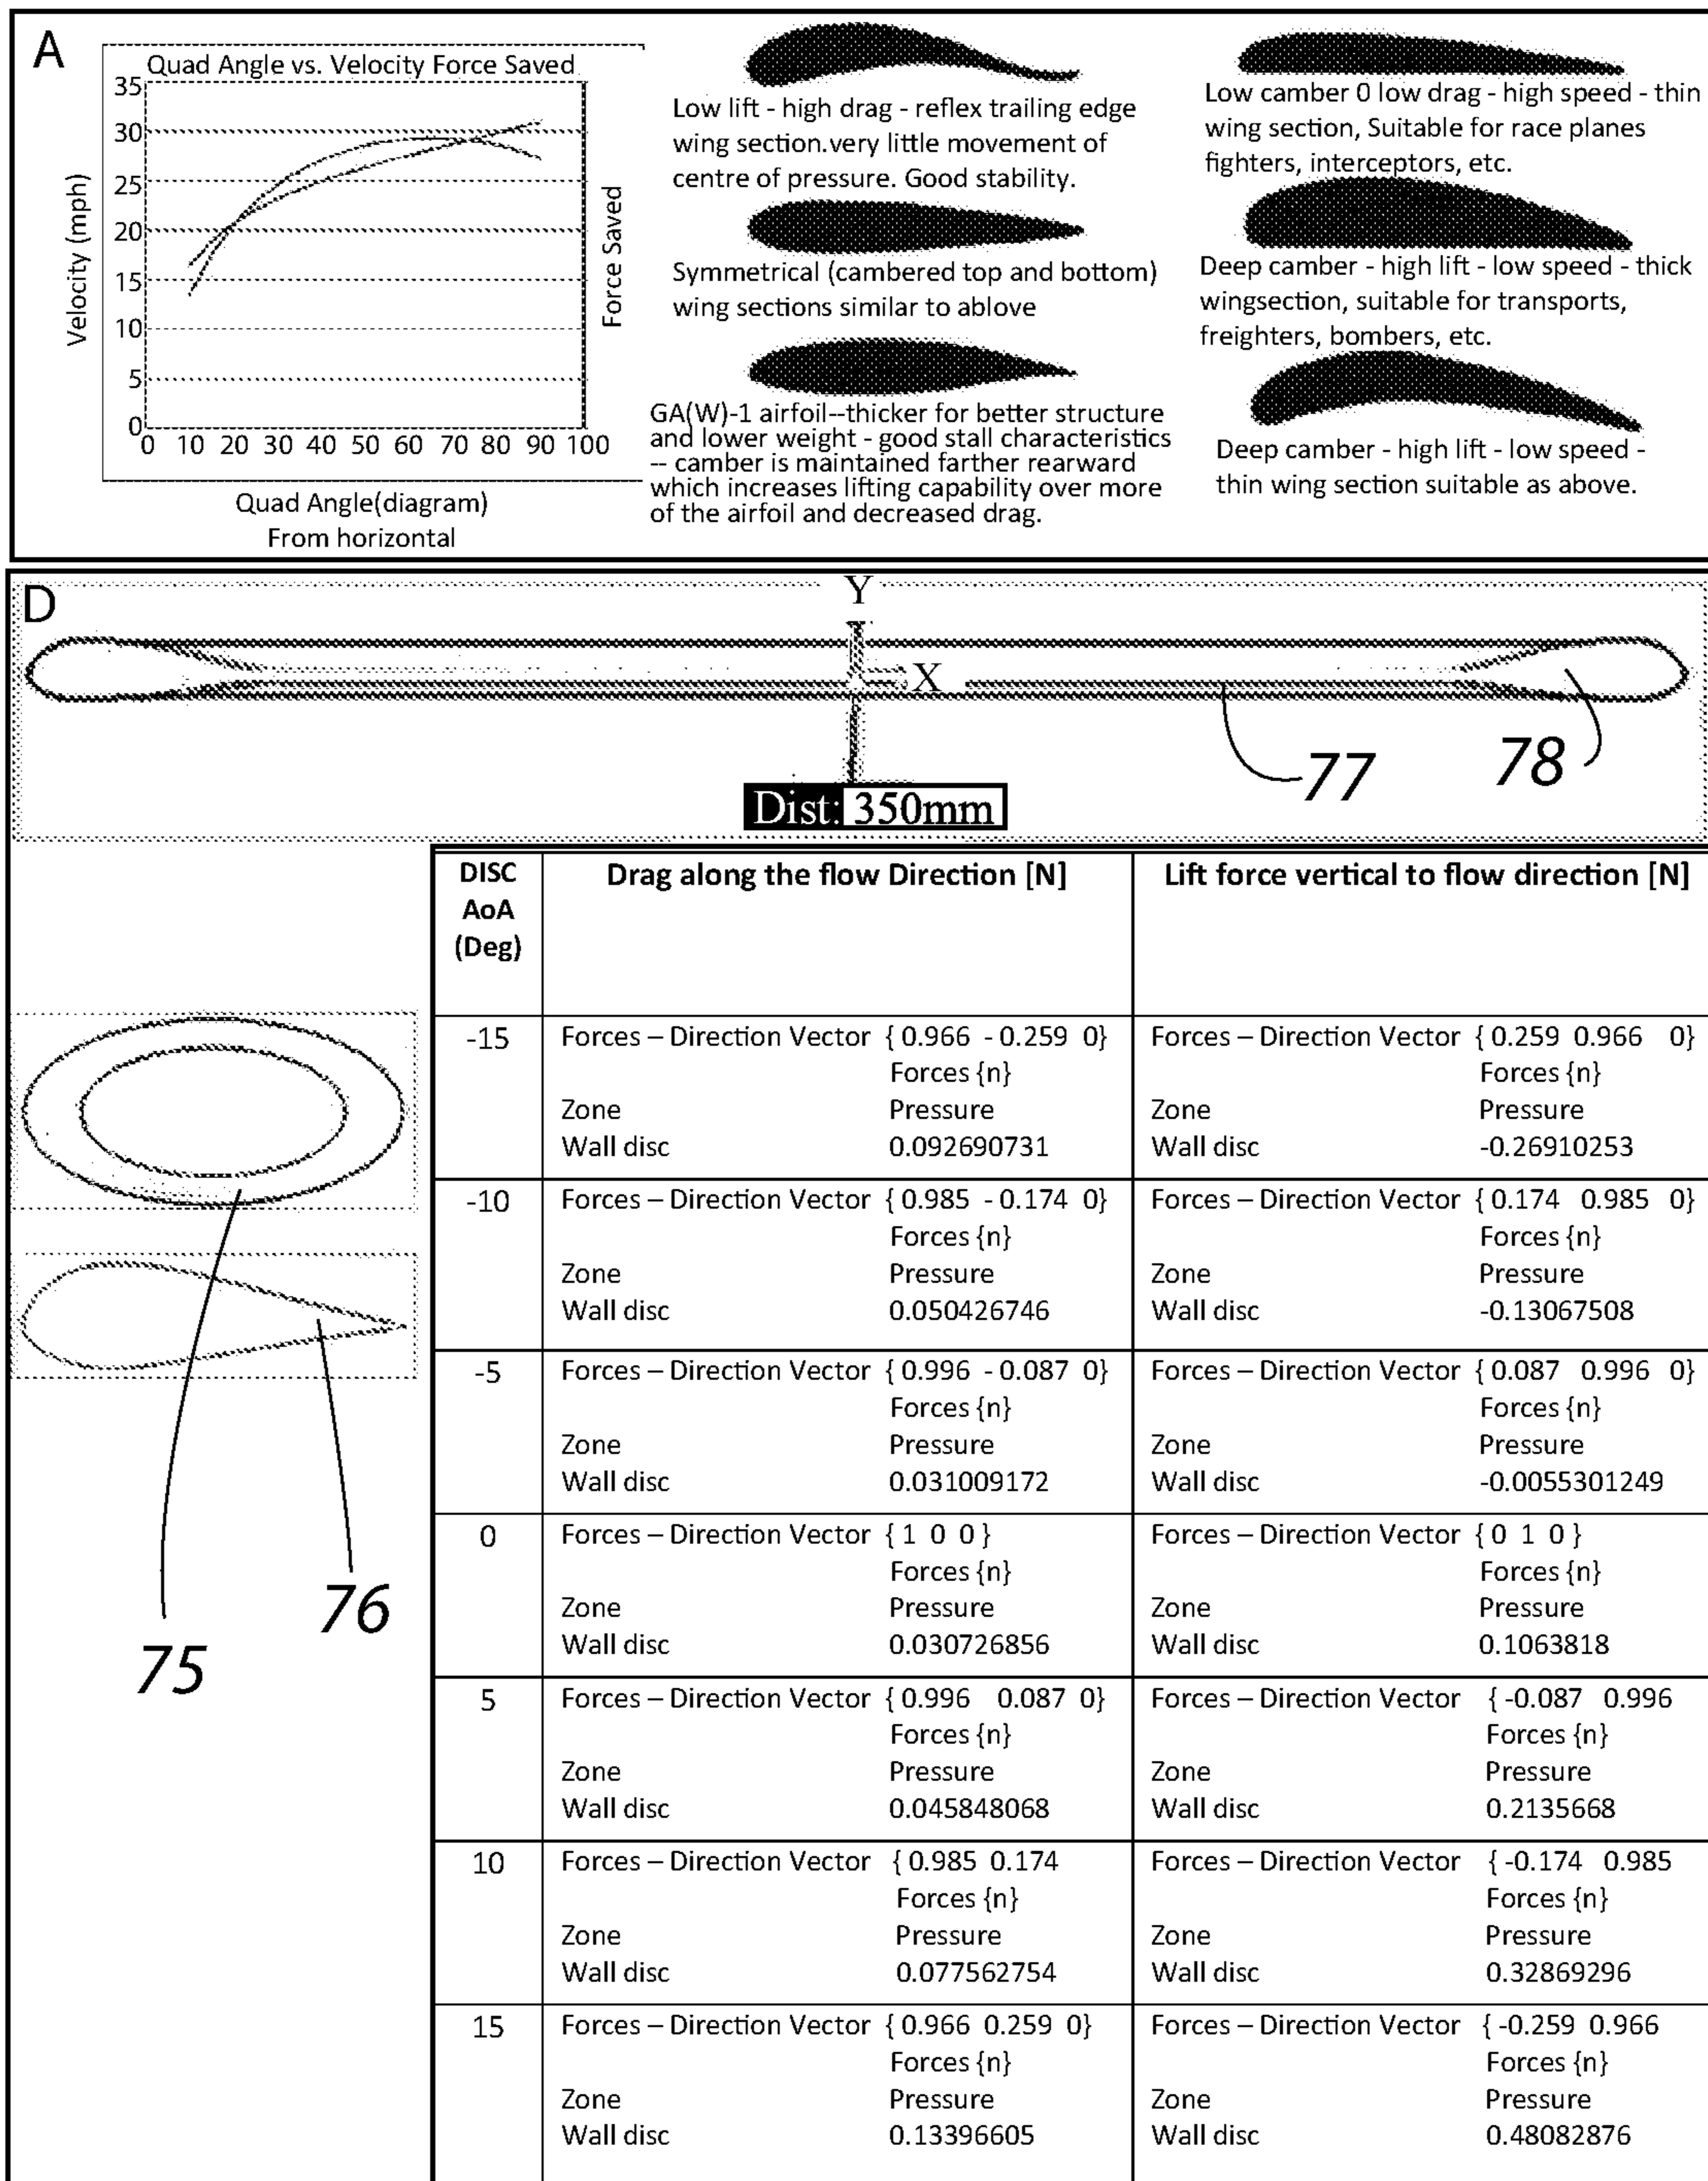 A
Quad Angle vs. Velocity Force Saved
35
30
25
20
15
10
5
0
Velocity (mph)
Force Saved
0 10 20 30 40 50 60 70 80 90 100
Quad Angle(diagram)
From horizontal
Low lift - high drag - reflex trailing edge
wing section.very little movement of
centre of pressure. Good stability.
Symmetrical (cambered top and bottom)
wing sections similar to ablove
GA(W)-1 airfoil--thicker for better structure
and lower weight - good stall characteristics
-- camber is maintained farther rearward
which increases lifting capability over more
of the airfoil and decreased drag.
Low camber 0 low drag - high speed - thin
wing section, Suitable for race planes
fighters, interceptors, etc.
Deep camber - high lift - low speed - thick
wingsection, suitable for transports,
freighters, bombers, etc.
Deep camber - high lift - low speed -
thin wing section suitable as above.
D
Y
X
77
78
Dist: 350mm
75
76
DISC
AoA
(Deg)
Drag along the flow Direction [N]
Lift force vertical to flow direction [N]
-15
Forces – Direction Vector { 0.966 - 0.259 0}
Forces {n}
Zone Pressure
Wall disc 0.092690731
Forces – Direction Vector { 0.259 0.966 0}
Forces {n}
Zone Pressure
Wall disc -0.26910253
-10
Forces – Direction Vector { 0.985 - 0.174 0}
Forces {n}
Zone Pressure
Wall disc 0.050426746
Forces – Direction Vector { 0.174 0.985 0}
Forces {n}
Zone Pressure
Wall disc -0.13067508
-5
Forces – Direction Vector { 0.996 - 0.087 0}
Forces {n}
Zone Pressure
Wall disc 0.031009172
Forces – Direction Vector { 0.087 0.996 0}
Forces {n}
Zone Pressure
Wall disc -0.0055301249
0
Forces – Direction Vector { 1 0 0 }
Forces {n}
Zone Pressure
Wall disc 0.030726856
Forces – Direction Vector { 0 1 0 }
Forces {n}
Zone Pressure
Wall disc 0.1063818
5
Forces – Direction Vector { 0.996 0.087 0}
Forces {n}
Zone Pressure
Wall disc 0.045848068
Forces – Direction Vector { -0.087 0.996
Forces {n}
Zone Pressure
Wall disc 0.2135668
10
Forces – Direction Vector { 0.985 0.174
Forces {n}
Zone Pressure
Wall disc 0.077562754
Forces – Direction Vector { -0.174 0.985
Forces {n}
Zone Pressure
Wall disc 0.32869296
15
Forces – Direction Vector { 0.966 0.259 0}
Forces {n}
Zone Pressure
Wall disc 0.13396605
Forces – Direction Vector { -0.259 0.966
Forces {n}
Zone Pressure
Wall disc 0.48082876